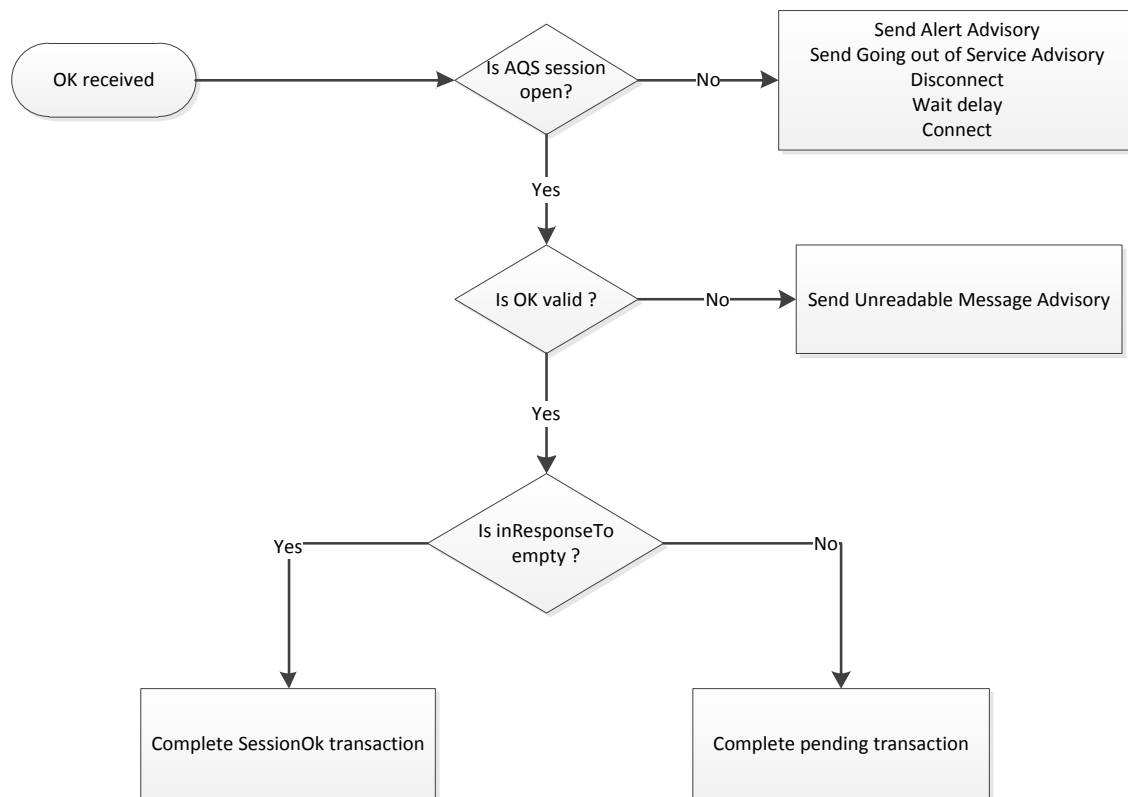 OK received
Is AQS session
open?
No
Send Alert Advisory
Send Going out of Service Advisory
Disconnect
Wait delay
Connect
Yes
Is OK valid ?
No
Send Unreadable Message Advisory
Yes
Is inResponseTo
empty ?
Yes
No
Complete SessionOk transaction
Complete pending transaction